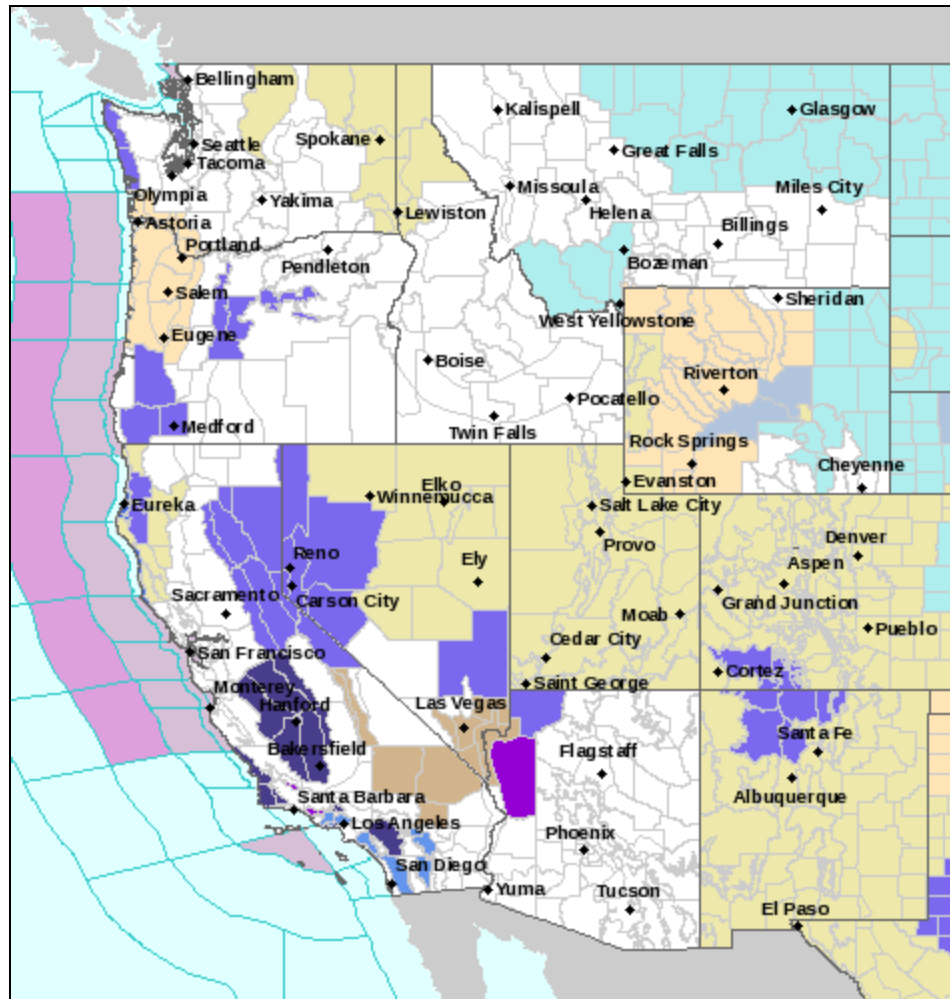 Bellingham
Kalispell
Glasgow
Seattle
Spokane
Great Falls
Tacoma
Missoula
Miles City
Olympia
Yakima
Lewiston
Helena
Astoria
Billings
Portland
Pendleton
Bozeman
Salem
Sheridan
West Yellowstone
Eugene
Boise
Riverton
Pocatello
Medford
Twin Falls
Rock Springs
Cheyenne
Elko
Evanston
Winnemucca
Eureka
Salt Lake City
Provo
Denver
Reno
Ely
Aspen
Sacramento
Carson City
Grand Junction
Moab
Pueblo
Cedar City
San Francisco
Cortez
Saint George
Monterey
Las Vegas
Hanford
Santa Fe
Bakersfield
Flagstaff
Santa Barbara
Albuquerque
Los Angeles
Phoenix
San Diego
Yuma
Tucson
El Paso